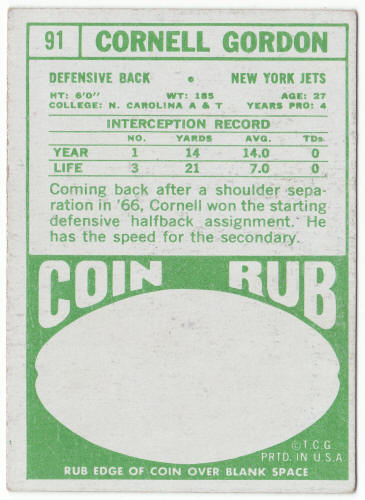 91 CORNELL GORDON
DEFENSIVE BACK • NEW YORK JETS
HT: 6'0" WT: 185 AGE: 27
COLLEGE: N. CAROLINA A & T YEARS PRO: 4
INTERCEPTION RECORD
NO. YARDS AVG. TDs.
YEAR 1 14 14.0 0
LIFE 3 21 7.0 0
Coming back after a shoulder sepa-
ration in '66, Cornell won the starting
defensive halfback assignment. He
has the speed for the secondary.
COIN RUB
©T.C.G.
PRTD. IN U.S.A
RUB EDGE OF COIN OVER BLANK SPACE